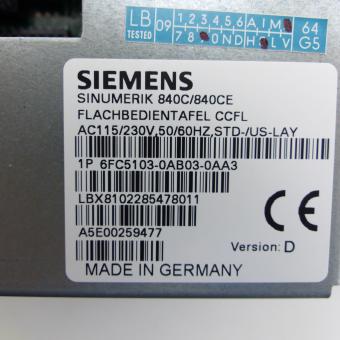 LB 09 1,2,3,4,5,6 A I M 64
TESTED 7 8 0 N D H L V G5
SIEMENS
SINUMERIK 840C/840CE
FLACHBEDIENTAFEL CCFL
AC115/230V,50/60HZ,STD-/US-LAY
1P 6FC5103-0AB03-0AA3
LBX8102285478011
A5E00259477
CE
Version: D
MADE IN GERMANY